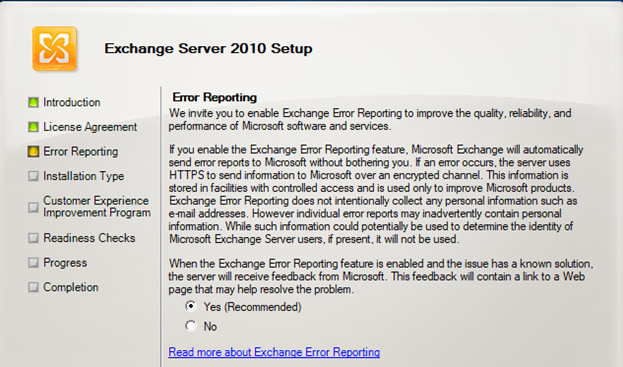 Exchange Server 2010 Setup
Introduction
License Agreement
Error Reporting
Installation Type
Customer Experience
Improvement Program
Readiness Checks
Progress
Completion
Error Reporting
We invite you to enable Exchange Error Reporting to improve the quality, reliability, and
performance of Microsoft software and services.
If you enable the Exchange Error Reporting feature, Microsoft Exchange will automatically
send error reports to Microsoft without bothering you. If an error occurs, the server uses
HTTPS to send information to Microsoft over an encrypted channel. This information is
stored in facilities with controlled access and is used only to improve Microsoft products.
Exchange Error Reporting does not intentionally collect any personal information such as
e-mail addresses. However individual error reports may inadvertently contain personal
information. While such information could potentially be used to determine the identity of
Microsoft Exchange Server users, if present, it will not be used.
When the Exchange Error Reporting feature is enabled and the issue has a known solution,
the server will receive feedback from Microsoft. This feedback will contain a link to a Web
page that may help resolve the problem.
Yes (Recommended)
No
Read more about Exchange Error Reporting